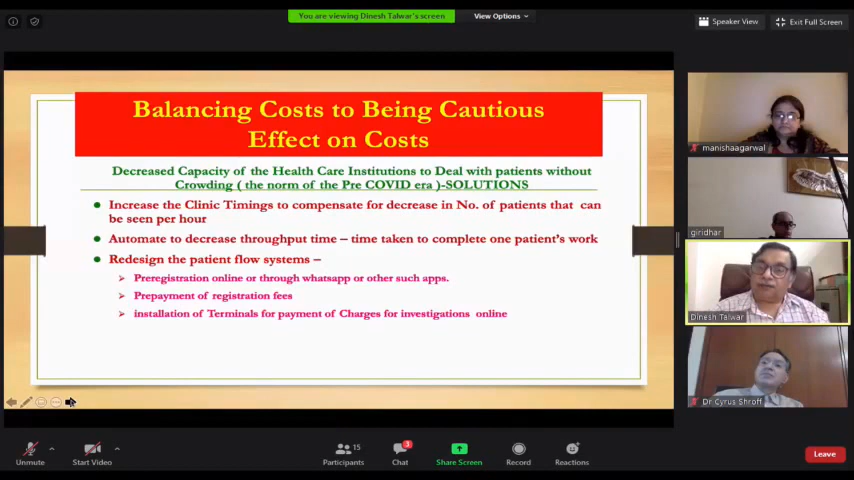 You are viewing Dinesh Talwar's screen
View Options
Speaker View
Exit Full Screen
Balancing Costs to Being Cautious
Effect on Costs
Decreased Capacity of the Health Care Institutions to Deal with patients without
Crowding ( the norm of the Pre COVID era )-SOLUTIONS
Increase the Clinic Timings to compensate for decrease in No. of patients that can
be seen per hour
Automate to decrease throughput time – time taken to complete one patient's work
Redesign the patient flow systems –
Preregistration online or through whatsapp or other such apps.
Prepayment of registration fees
installation of Terminals for payment of Charges for investigations online
manishaagarwal
giridhar
Dinesh Talwar
Dr Cyrus Shroff
Unmute
Start Video
15
Participants
3
Chat
Share Screen
Record
Reactions
Leave